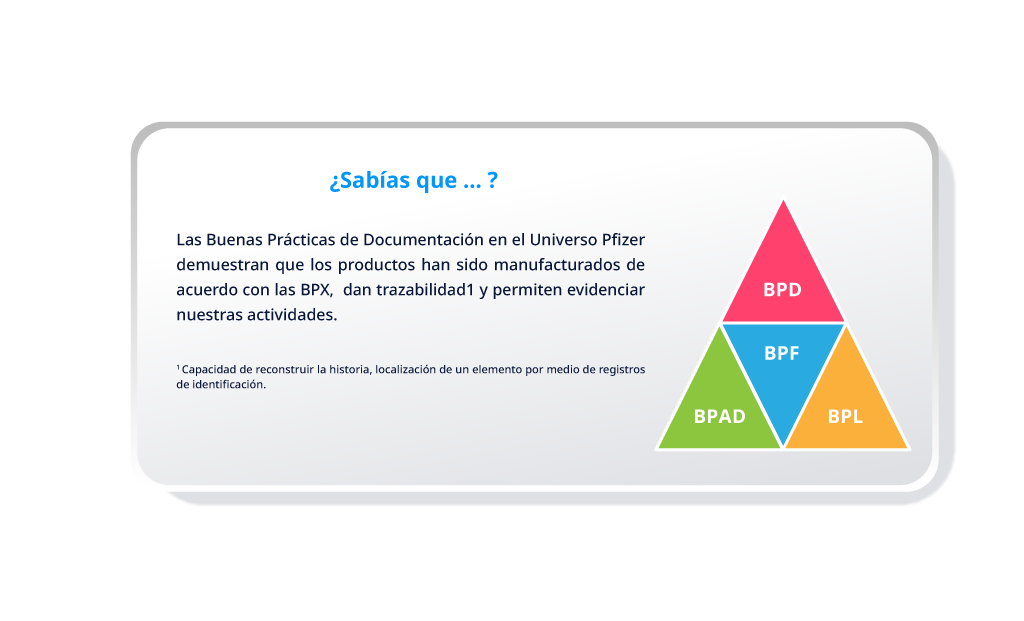 ¿Sabías que ... ?
Las Buenas Prácticas de Documentación en el Universo Pfizer
demuestran que los productos han sido manufacturados de
acuerdo con las BPX,  dan trazabilidad1 y permiten evidenciar
nuestras actividades.
¹ Capacidad de reconstruir la historia, localización de un elemento por medio de registros
de identificación.
BPD
BPF
BPAD
BPL